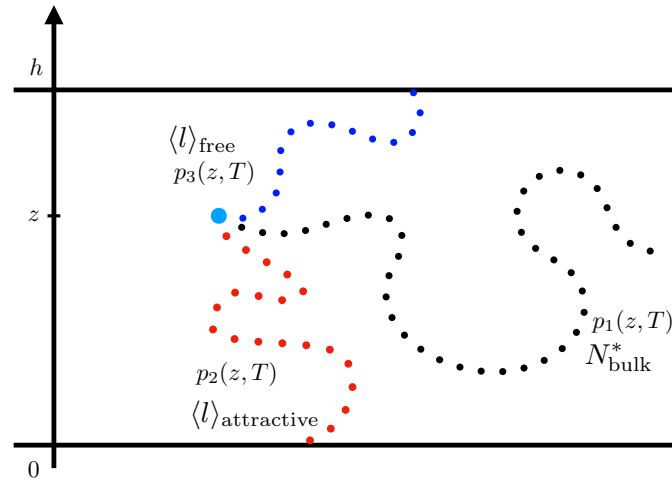 h
⟨l⟩free
p₃(z, T)
z
p₁(z, T)
N*bulk
p₂(z, T)
⟨l⟩attractive
0